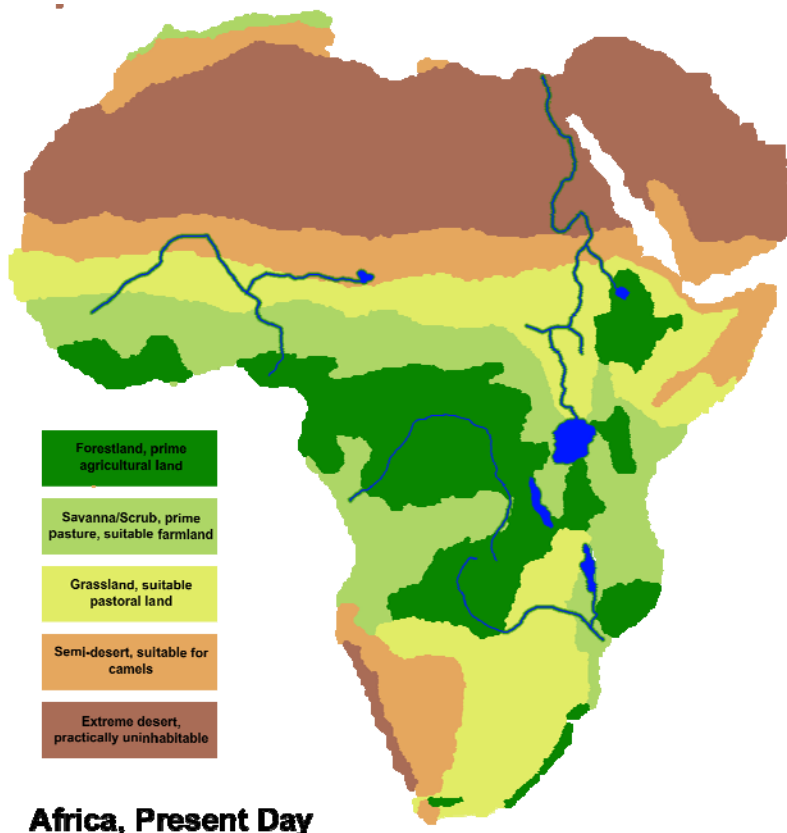 Forestland, prime
agricultural land
Savanna/Scrub, prime
pasture, suitable farmland
Grassland, suitable
pastoral land
Semi-desert, suitable for
camels
Extreme desert,
practically uninhabitable
Africa, Present Day